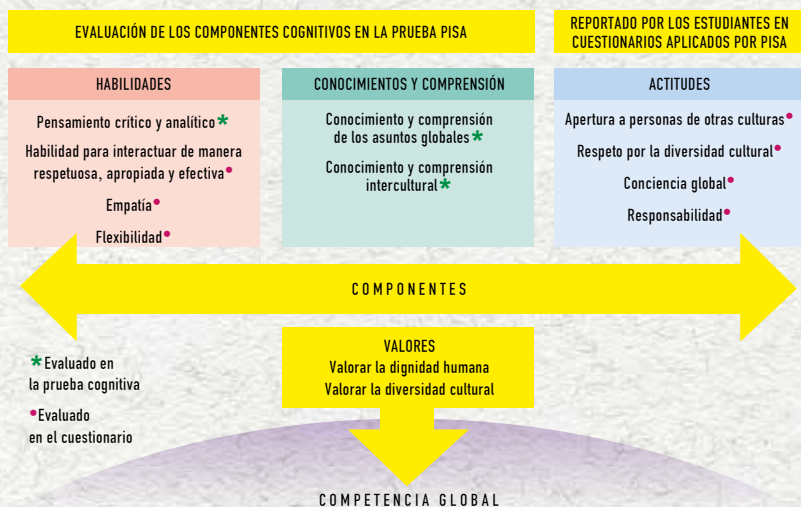 EVALUACIÓN DE LOS COMPONENTES COGNITIVOS EN LA PRUEBA PISA
REPORTADO POR LOS ESTUDIANTES EN
CUESTIONARIOS APLICADOS POR PISA
HABILIDADES
Pensamiento crítico y analítico*
Habilidad para interactuar de manera
respetuosa, apropiada y efectiva•
Empatía•
Flexibilidad•
CONOCIMIENTOS Y COMPRENSIÓN
Conocimiento y comprensión
de los asuntos globales*
Conocimiento y comprensión
intercultural*
ACTITUDES
Apertura a personas de otras culturas•
Respeto por la diversidad cultural•
Conciencia global•
Responsabilidad•
COMPONENTES
*Evaluado en
la prueba cognitiva
•Evaluado
en el cuestionario
VALORES
Valorar la dignidad humana
Valorar la diversidad cultural
COMPETENCIA GLOBAL